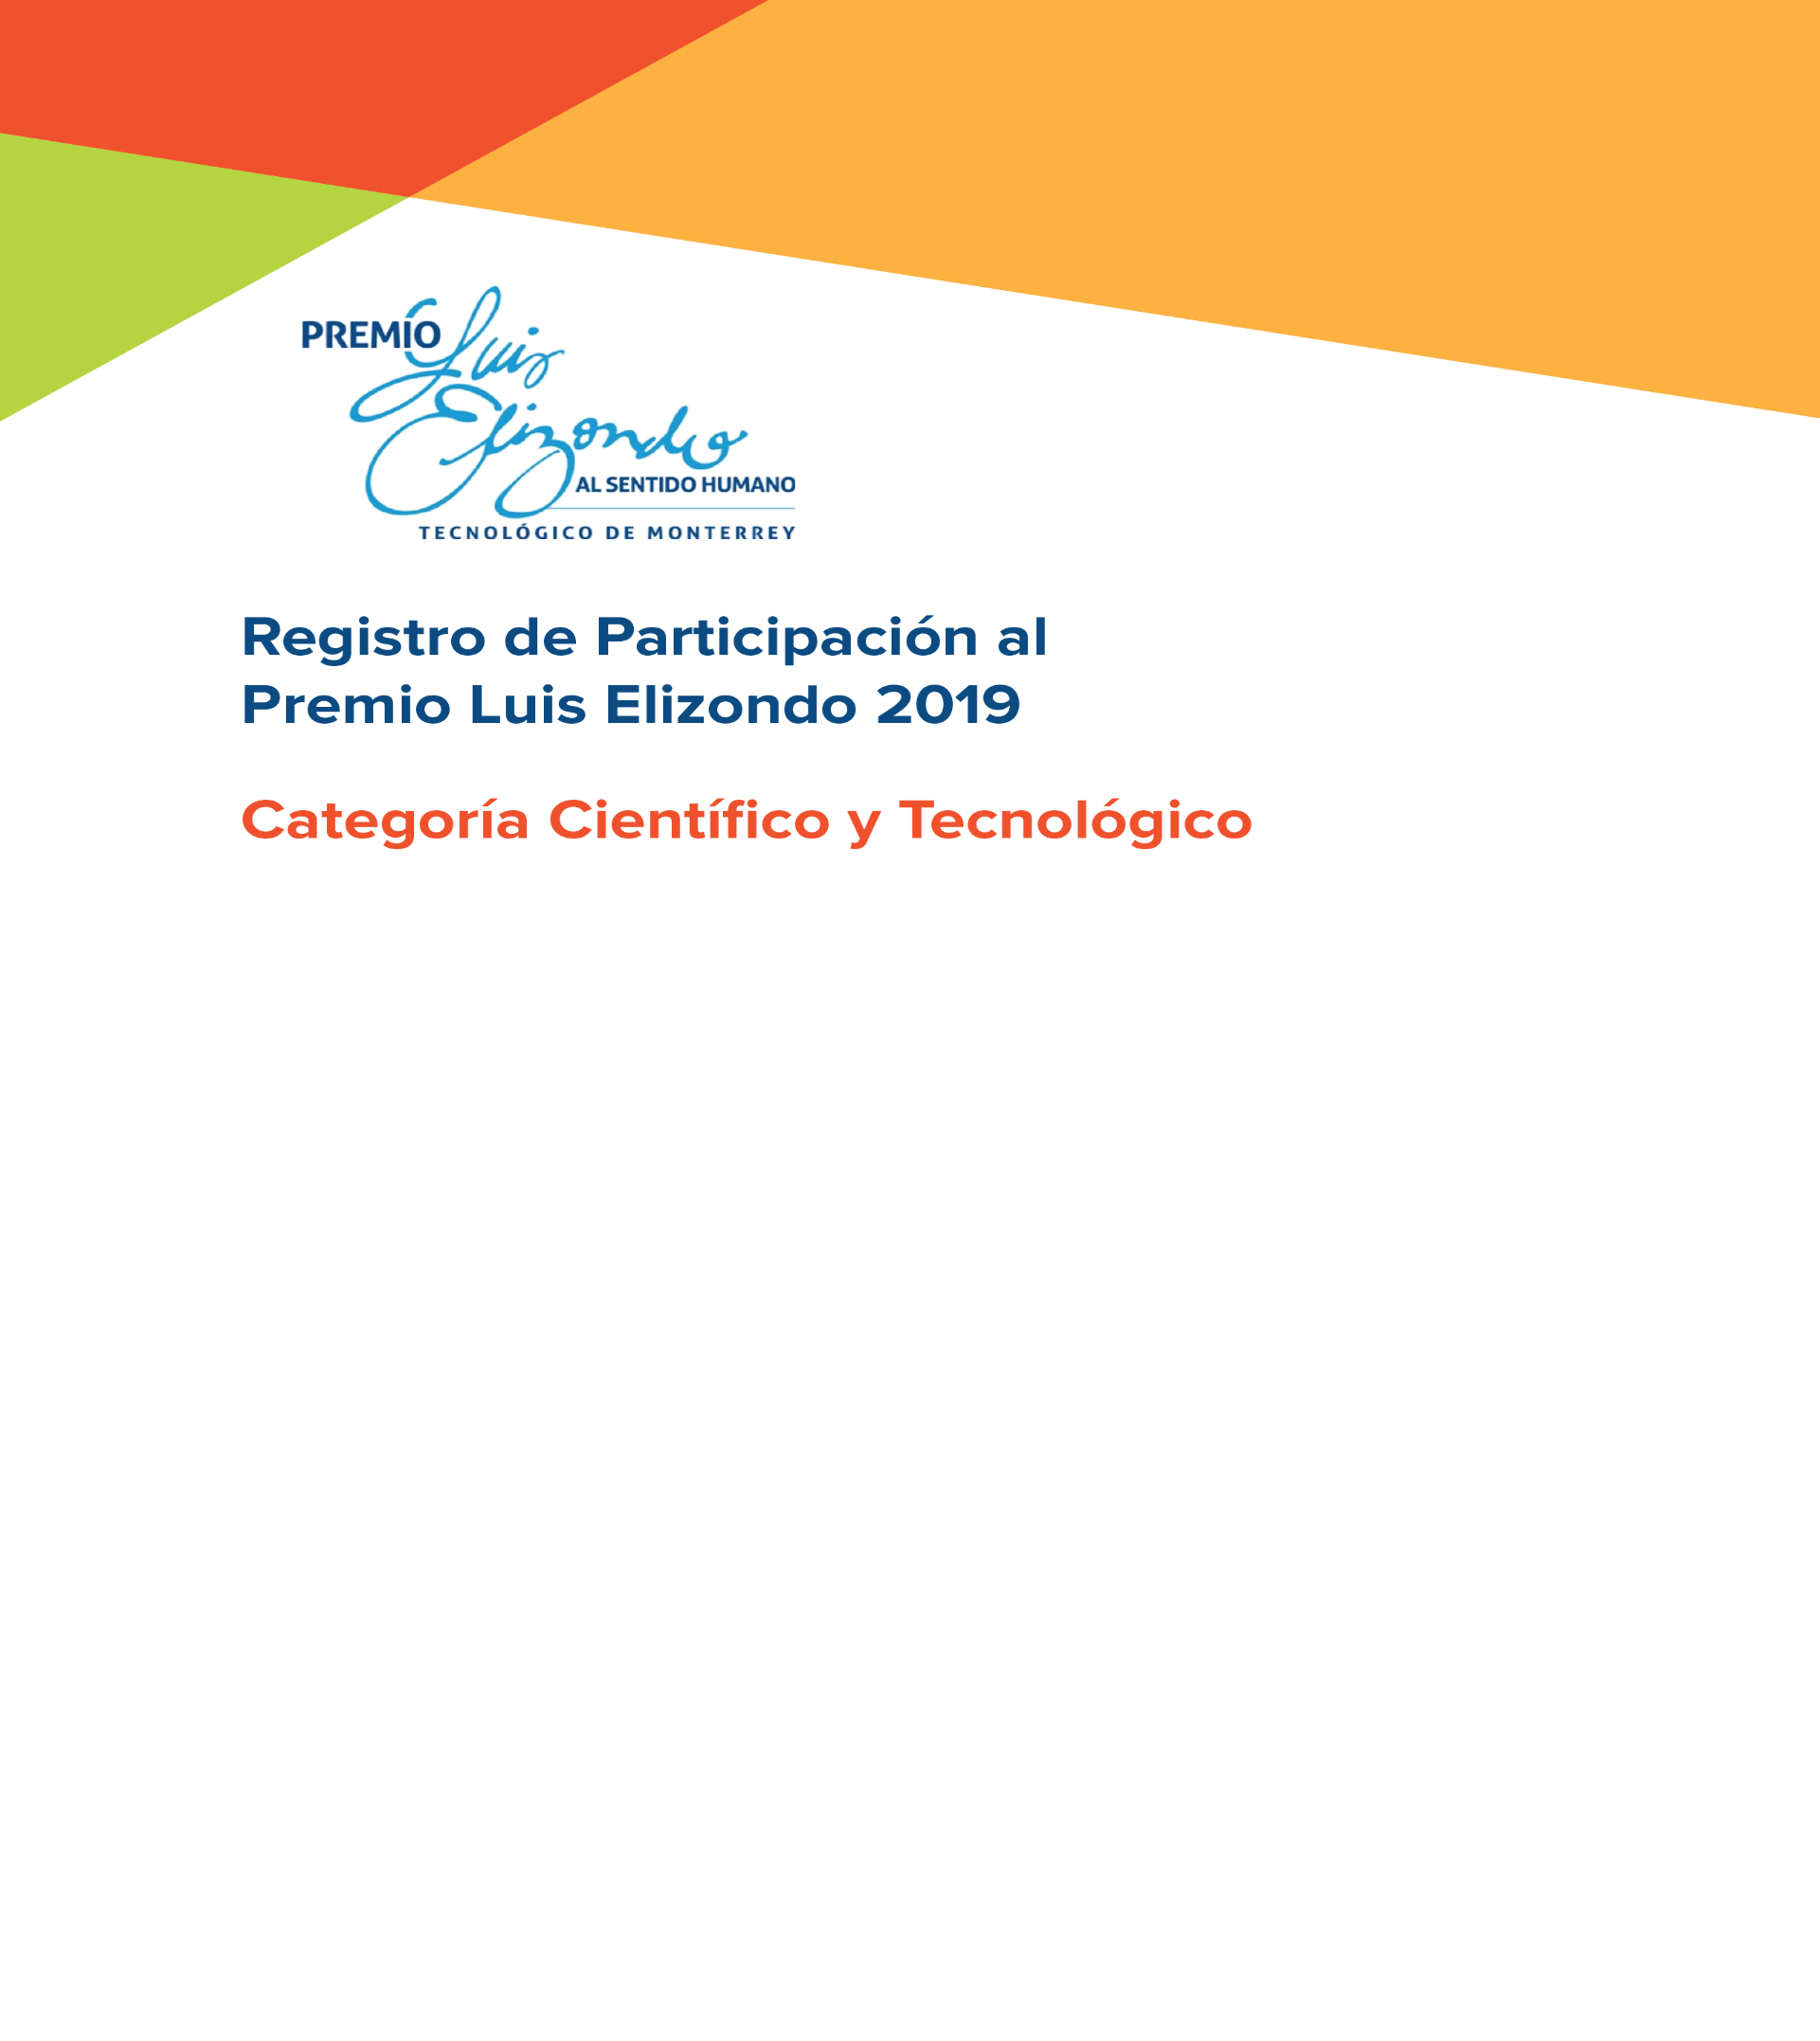 PREMIO Luis
Elizondo
AL SENTIDO HUMANO
TECNOLÓGICO DE MONTERREY
Registro de Participación al
Premio Luis Elizondo 2019
Categoría Científico y Tecnológico